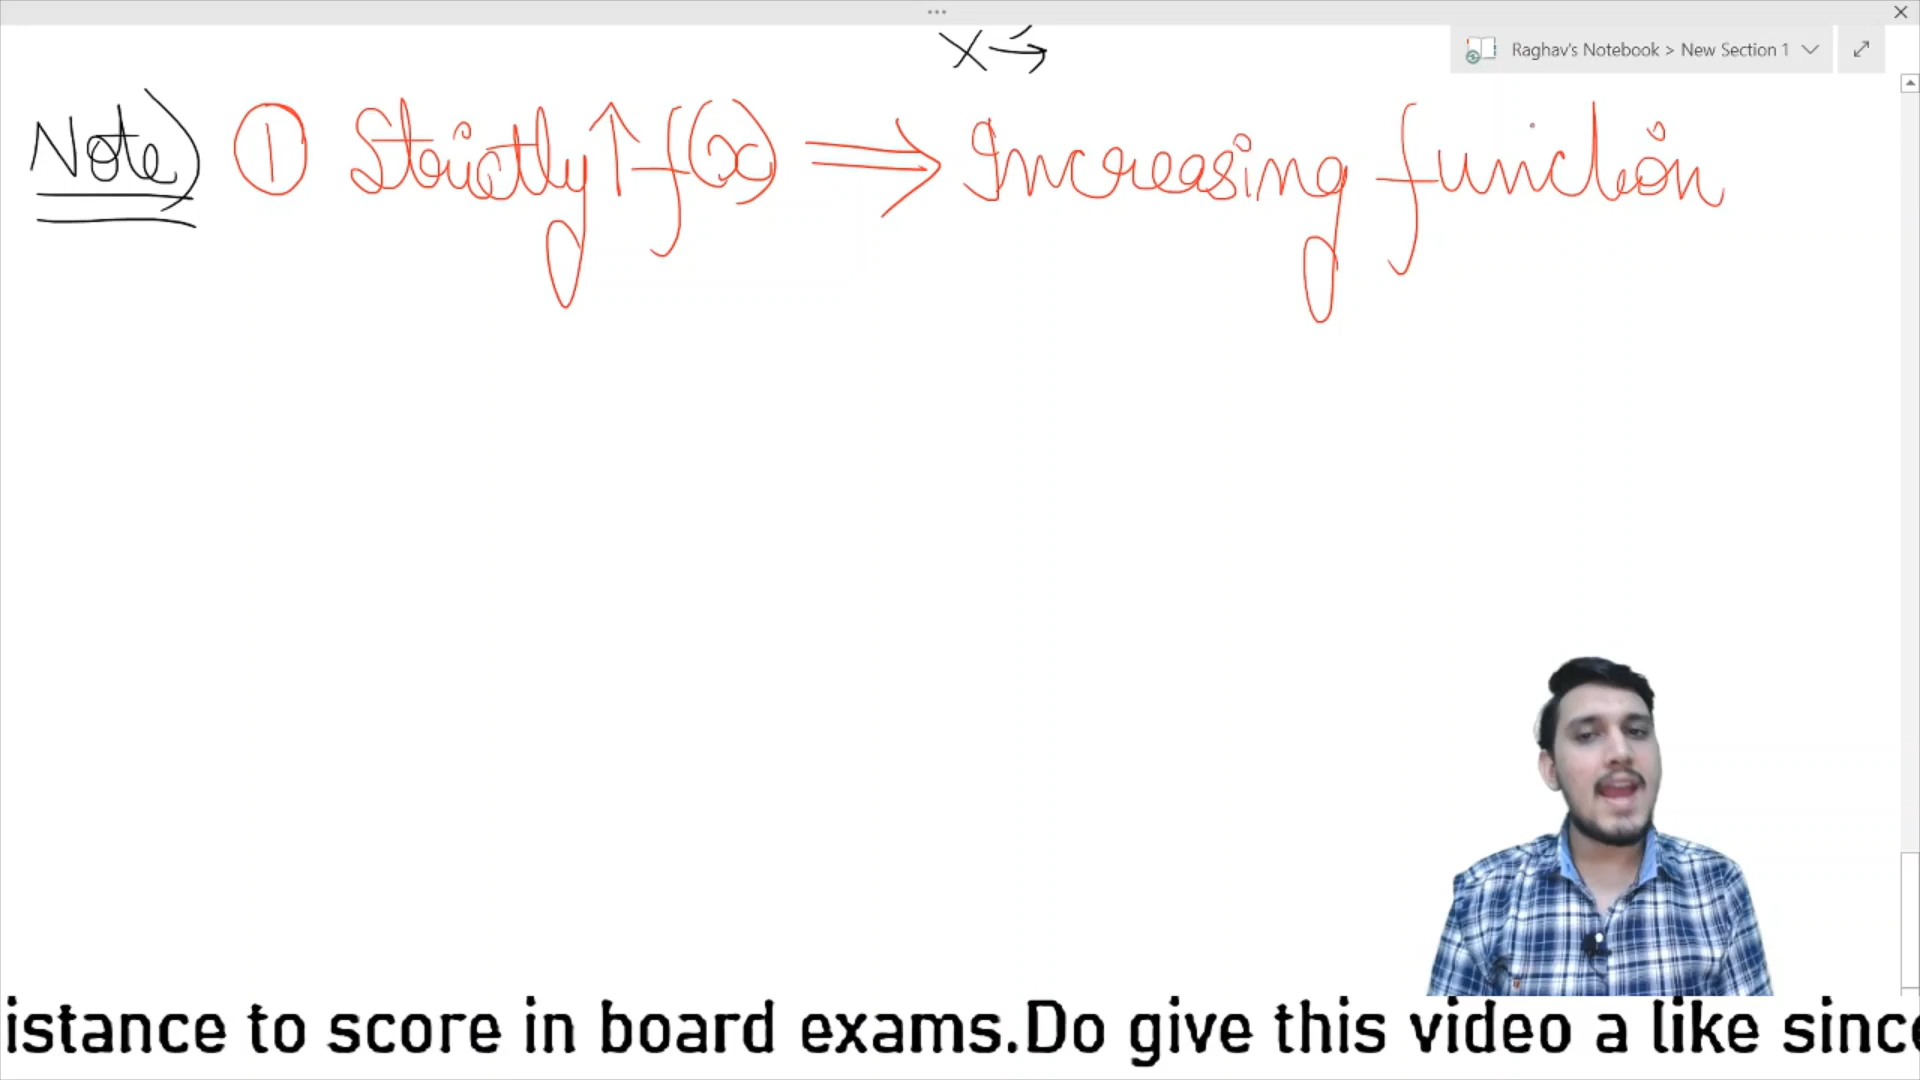 X→
Raghav's Notebook > New Section 1
Note) ① Strictly ↑ f(x) ⟹ Increasing function
istance to score in board exams.Do give this video a like since